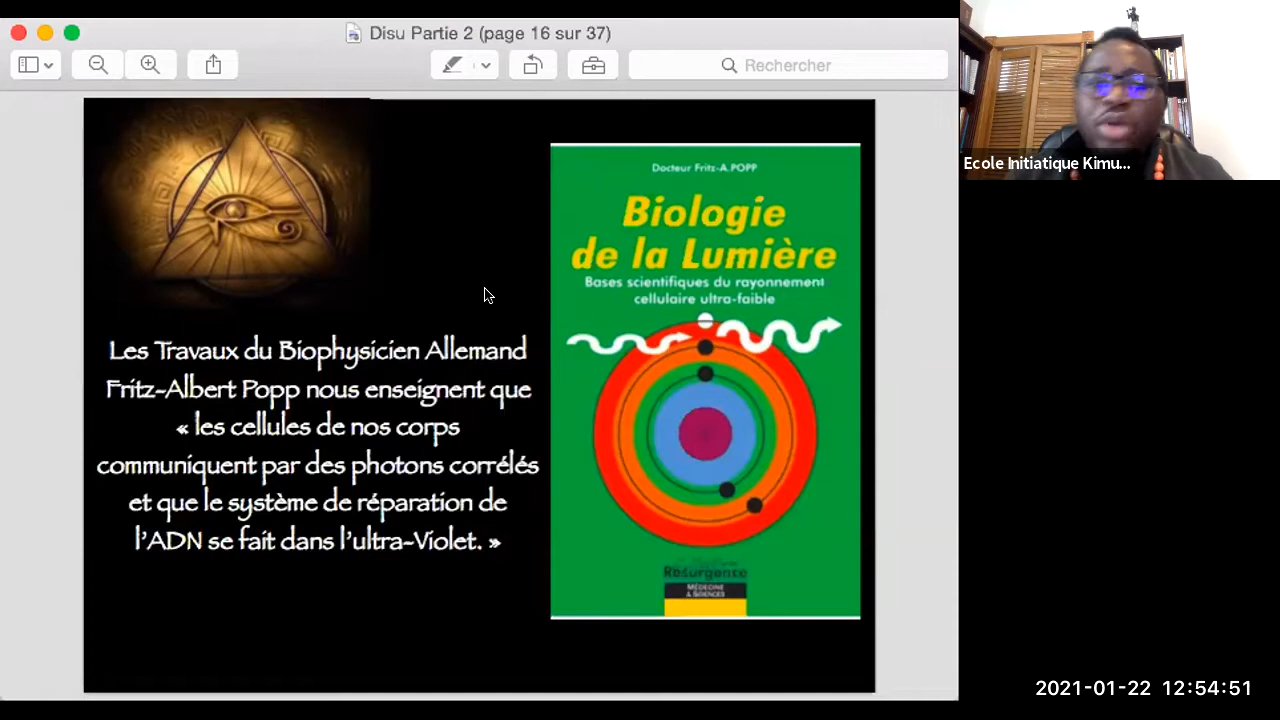 Disu Partie 2 (page 16 sur 37)
Rechercher
Ecole Initiatique Kimu...
Docteur Fritz-A.POPP
Biologie
de la Lumière
Bases scientifiques du rayonnement
cellulaire ultra-faible
Les Travaux du Biophysicien Allemand
Fritz-Albert Popp nous enseignent que
« les cellules de nos corps
communiquent par des photons corrélés
et que le système de réparation de
l'ADN se fait dans l'ultra-Violet. »
Résurgence
MÉDECINE
& SCIENCES
2021-01-22 12:54:51